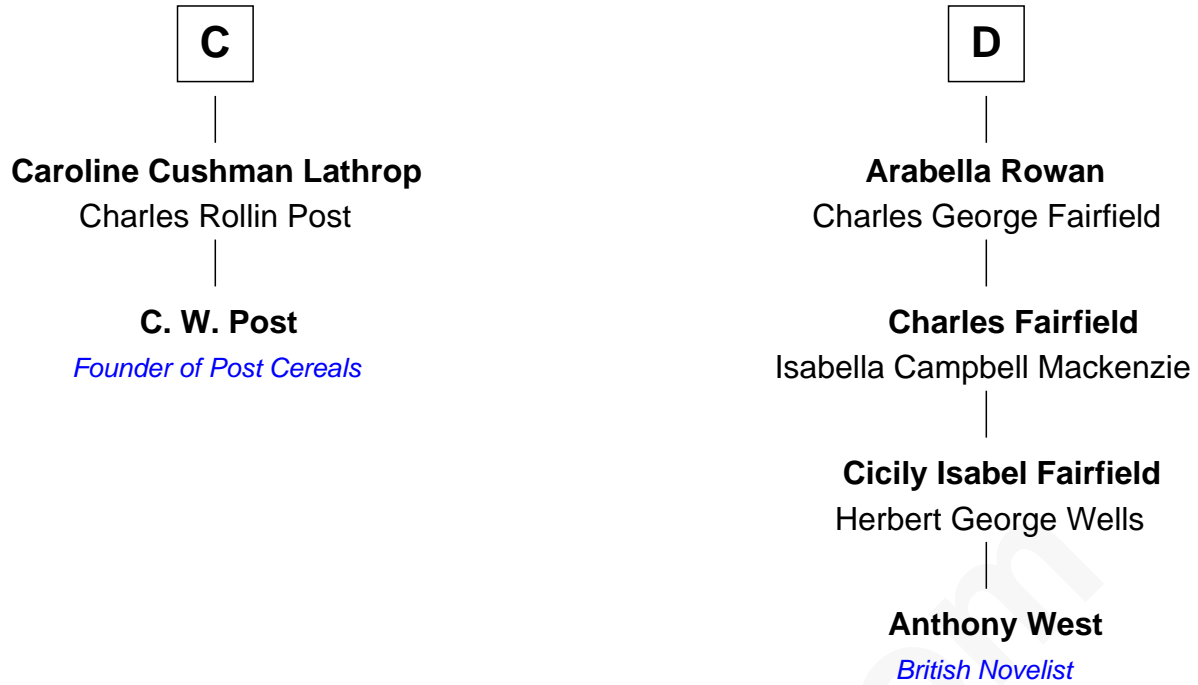 C
Caroline Cushman Lathrop
Charles Rollin Post
C. W. Post
Founder of Post Cereals
D
Arabella Rowan
Charles George Fairfield
Charles Fairfield
Isabella Campbell Mackenzie
Cicily Isabel Fairfield
Herbert George Wells
Anthony West
British Novelist